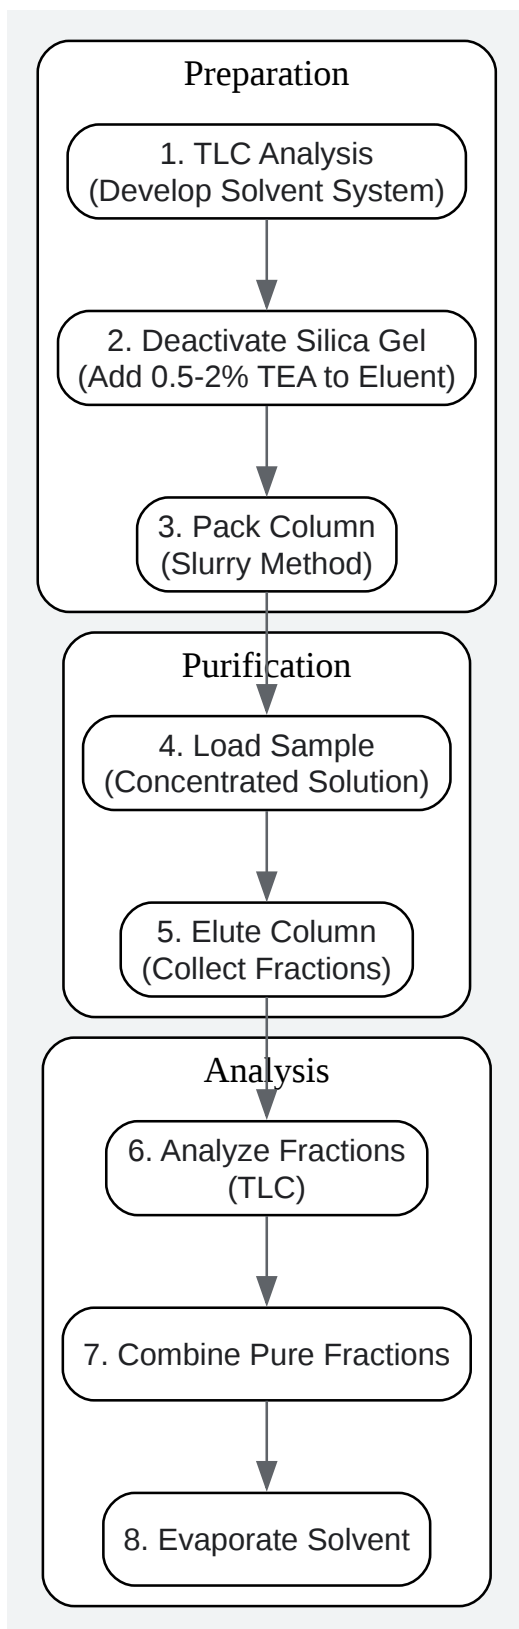 Preparation
1. TLC Analysis
(Develop Solvent System)
2. Deactivate Silica Gel
(Add 0.5-2% TEA to Eluent)
3. Pack Column
(Slurry Method)
Purification
4. Load Sample
(Concentrated Solution)
5. Elute Column
(Collect Fractions)
Analysis
6. Analyze Fractions
(TLC)
7. Combine Pure Fractions
8. Evaporate Solvent